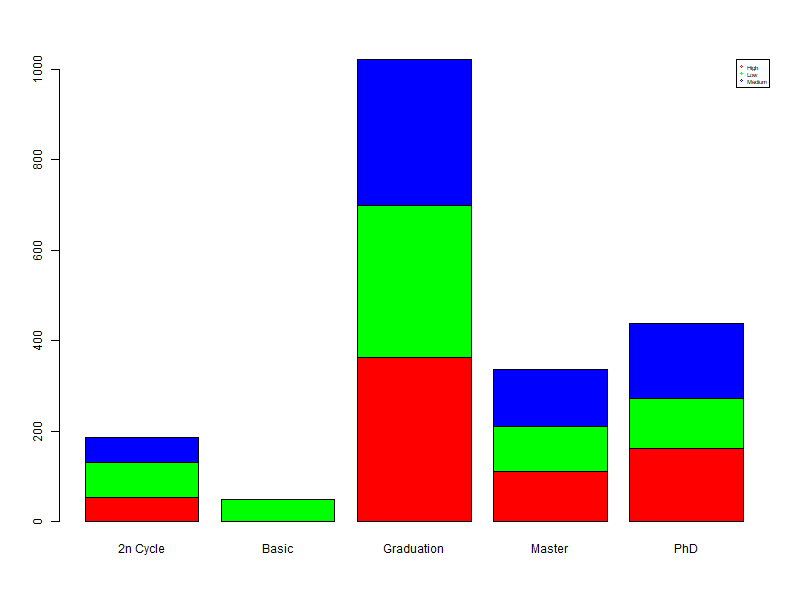 1000
800
600
400
200
0
High
Low
Medium
2n Cycle
Basic
Graduation
Master
PhD